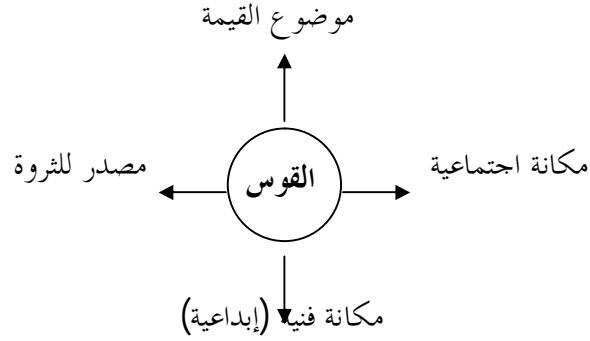 موضوع القيمة
مكانة اجتماعية
القوس
مصدر للثروة
مكانة فنية (إبداعية)